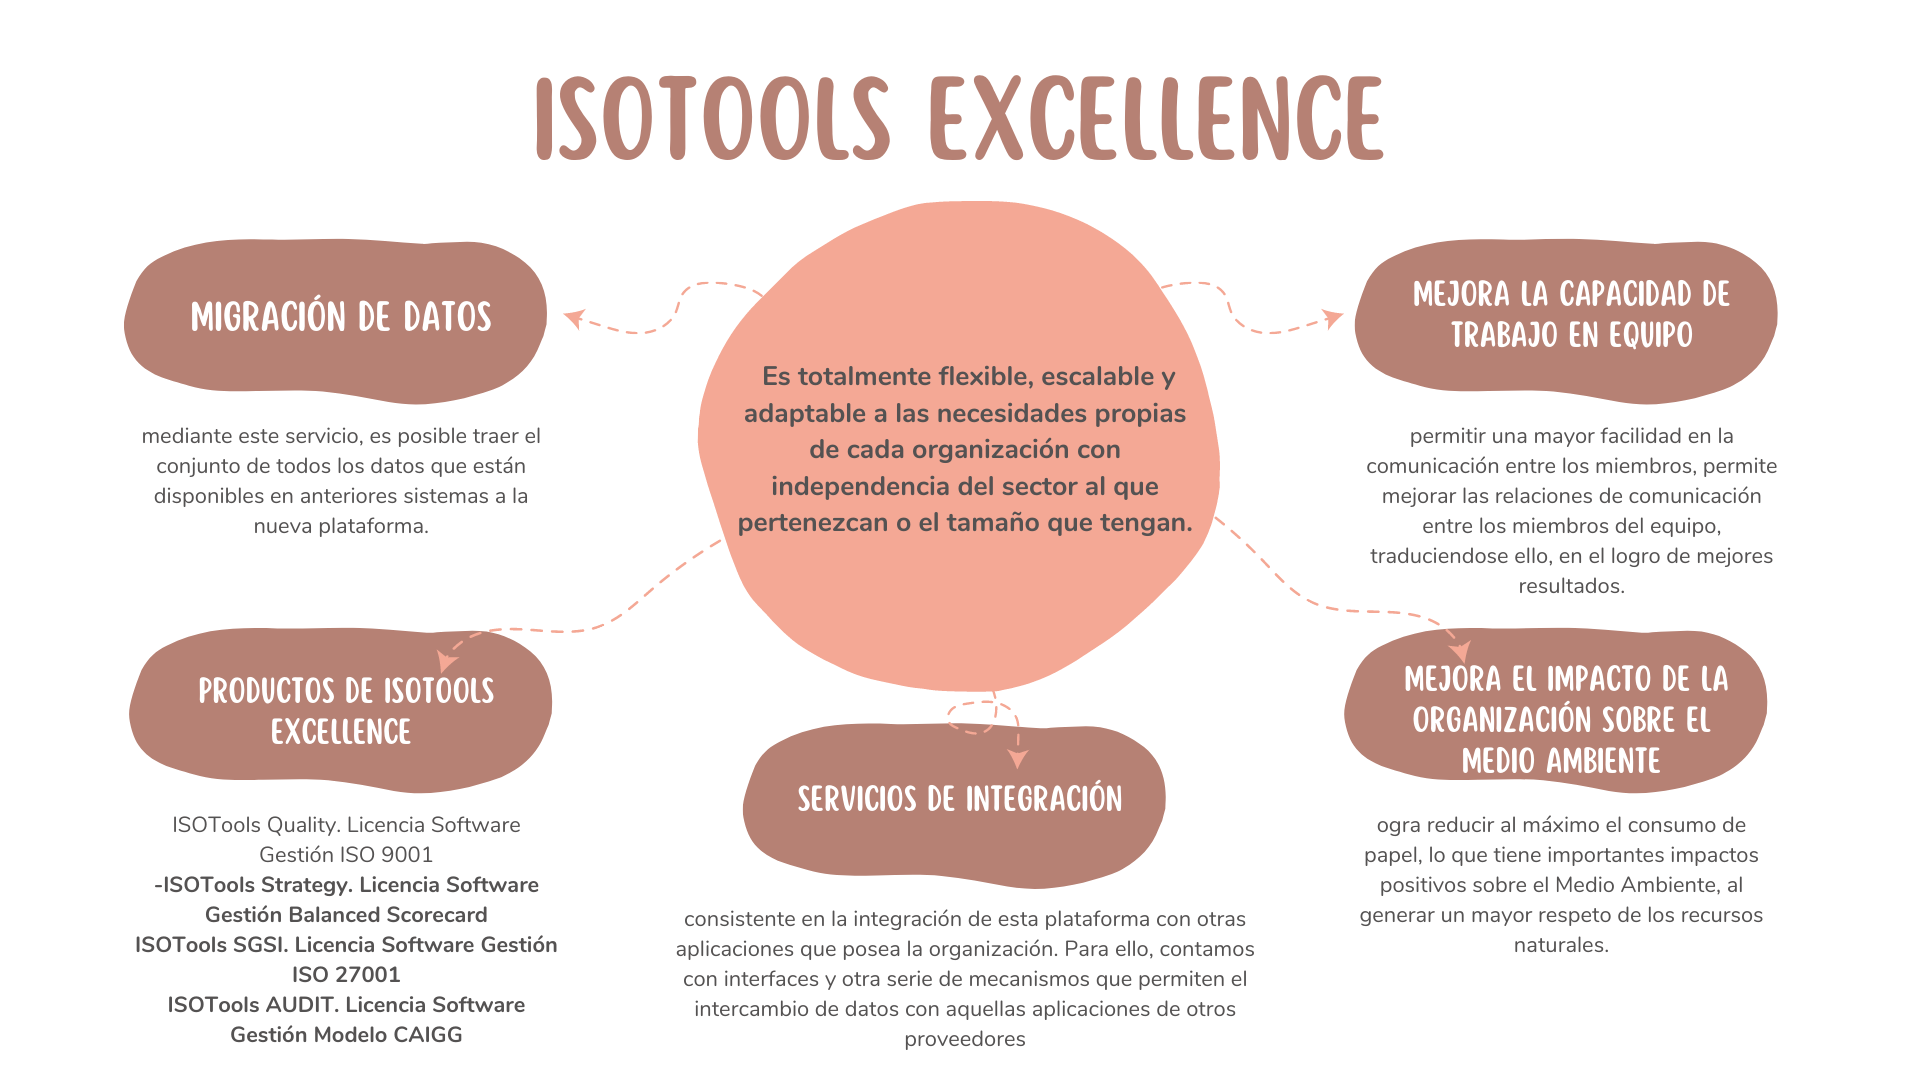 ISOTOOLS EXCELLENCE
MIGRACIÓN DE DATOS
mediante este servicio, es posible traer el
conjunto de todos los datos que están
disponibles en anteriores sistemas a la
nueva plataforma.
Es totalmente flexible, escalable y
adaptable a las necesidades propias
de cada organización con
independencia del sector al que
pertenezcan o el tamaño que tengan.
MEJORA LA CAPACIDAD DE
TRABAJO EN EQUIPO
permitir una mayor facilidad en la
comunicación entre los miembros, permite
mejorar las relaciones de comunicación
entre los miembros del equipo,
traduciendose ello, en el logro de mejores
resultados.
PRODUCTOS DE ISOTOOLS
EXCELLENCE
ISOTools Quality. Licencia Software
Gestión ISO 9001
-ISOTools Strategy. Licencia Software
Gestión Balanced Scorecard
ISOTools SGSI. Licencia Software Gestión
ISO 27001
ISOTools AUDIT. Licencia Software
Gestión Modelo CAIGG
SERVICIOS DE INTEGRACIÓN
consistente en la integración de esta plataforma con otras
aplicaciones que posea la organización. Para ello, contamos
con interfaces y otra serie de mecanismos que permiten el
intercambio de datos con aquellas aplicaciones de otros
proveedores
MEJORA EL IMPACTO DE LA
ORGANIZACIÓN SOBRE EL
MEDIO AMBIENTE
ogra reducir al máximo el consumo de
papel, lo que tiene importantes impactos
positivos sobre el Medio Ambiente, al
generar un mayor respeto de los recursos
naturales.